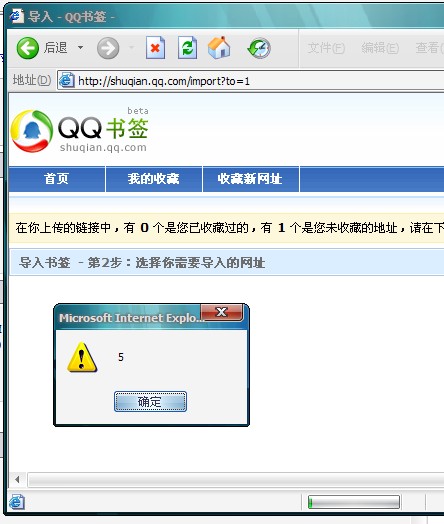 导入 - QQ书签 -
后退
文件(F) 编辑(E) 查看
地址(D) http://shuqian.qq.com/import?to=1
beta
QQ书签
shuqian.qq.com
首页 我的收藏 收藏新网址
在你上传的链接中，有 0 个是您已收藏过的，有 1 个是您未收藏的地址，请在下
导入书签 - 第2步：选择你需要导入的网址
Microsoft Internet Explo...
5
确定